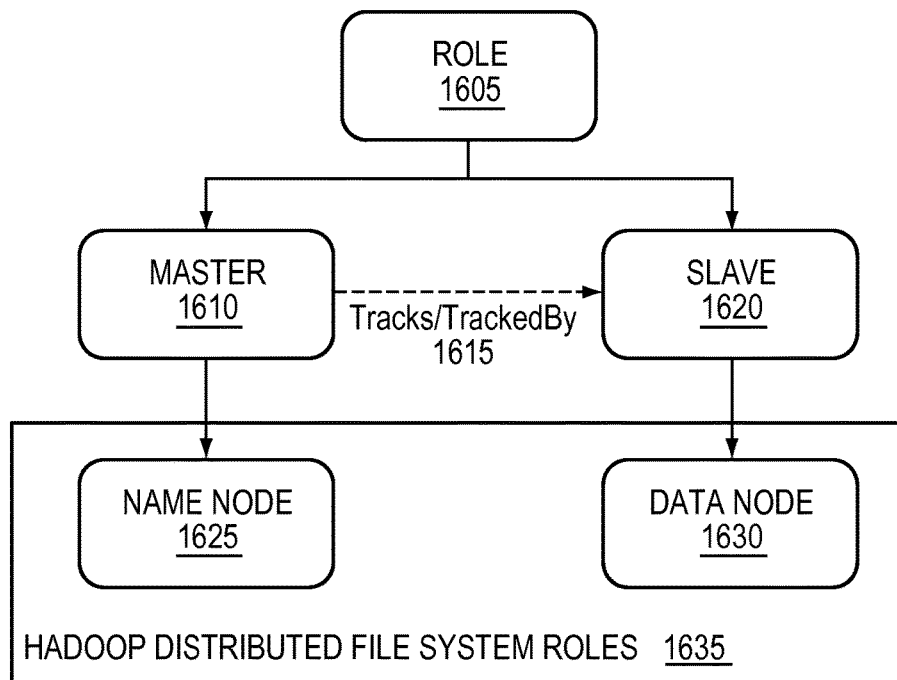 ROLE
1605
MASTER
1610
SLAVE
1620
Tracks/TrackedBy
1615
NAME NODE
1625
DATA NODE
1630
HADOOP DISTRIBUTED FILE SYSTEM ROLES 1635